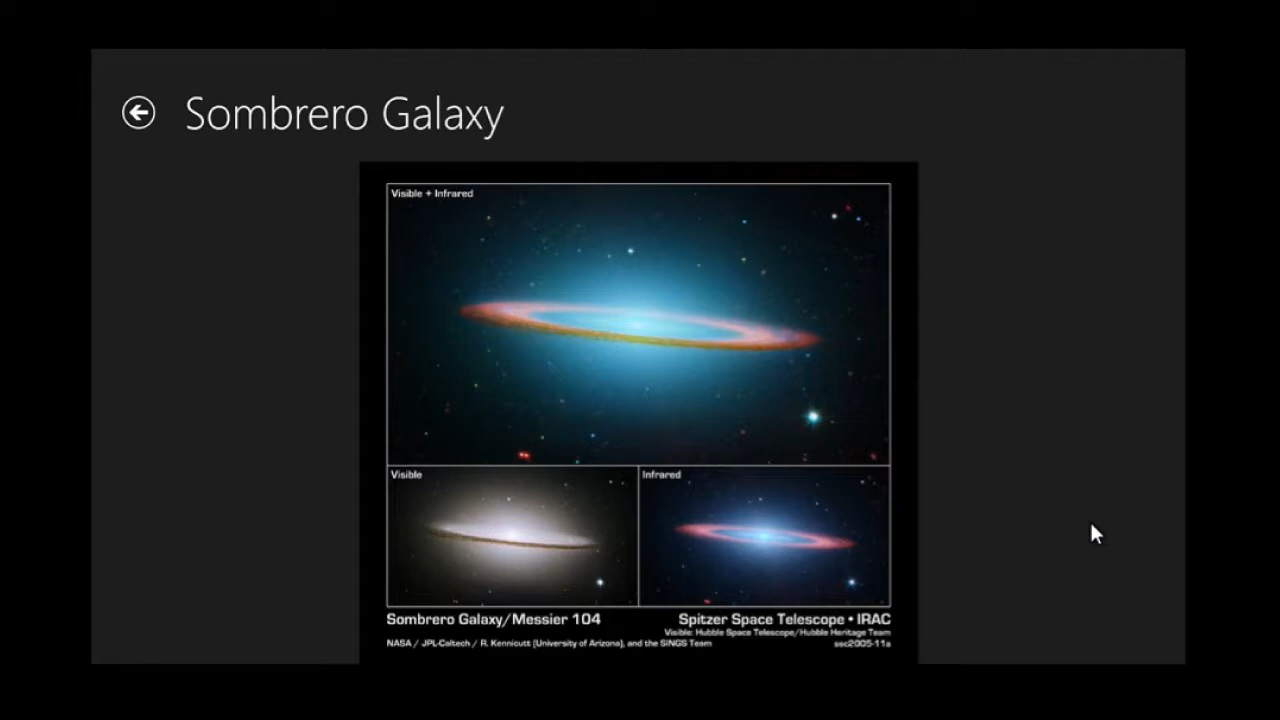 Sombrero Galaxy
Visible + Infrared
Visible
Infrared
Sombrero Galaxy/Messier 104
Spitzer Space Telescope • IRAC
Visible: Hubble Space Telescope/Hubble Heritage Team
NASA / JPL-Caltech / R. Kennicutt (University of Arizona), and the SINGS Team
ssc2005-11a